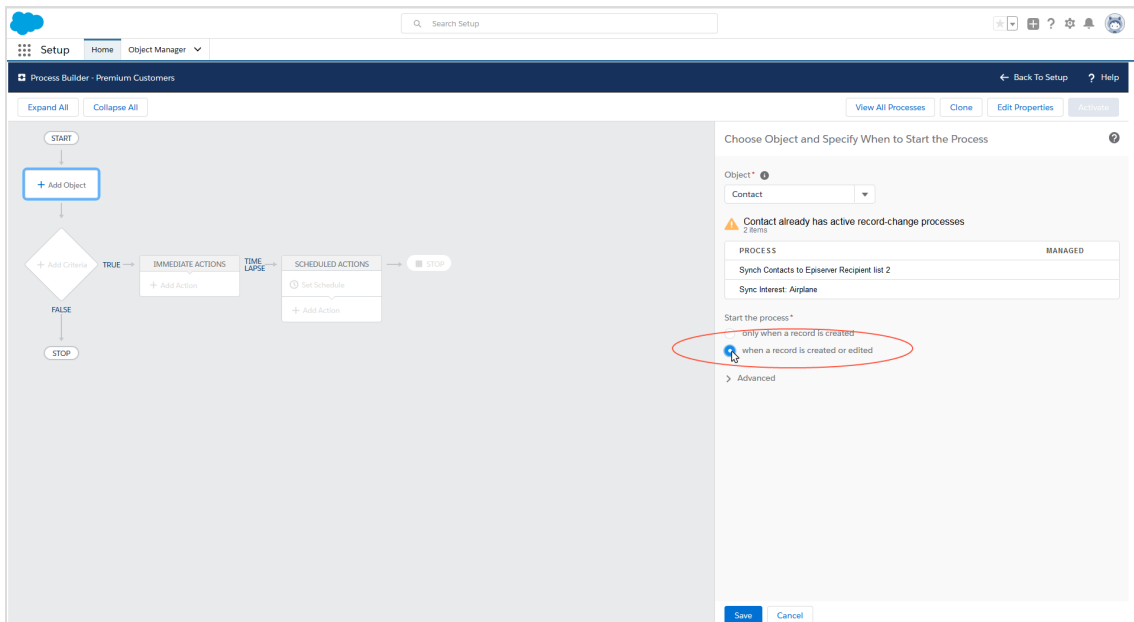 Search Setup
Setup Home Object Manager
Process Builder - Premium Customers
Back To Setup ? Help
Expand All Collapse All
View All Processes Clone Edit Properties Activate
START
+ Add Object
+ Add Criteria
TRUE
IMMEDIATE ACTIONS
+ Add Action
TIME LAPSE
SCHEDULED ACTIONS
Set Schedule
+ Add Action
STOP
FALSE
STOP
Choose Object and Specify When to Start the Process
Object*
Contact
Contact already has active record-change processes
2 items
PROCESS MANAGED
Synch Contacts to Episerver Recipient list 2
Sync Interest: Airplane
Start the process*
only when a record is created
when a record is created or edited
Advanced
Save Cancel